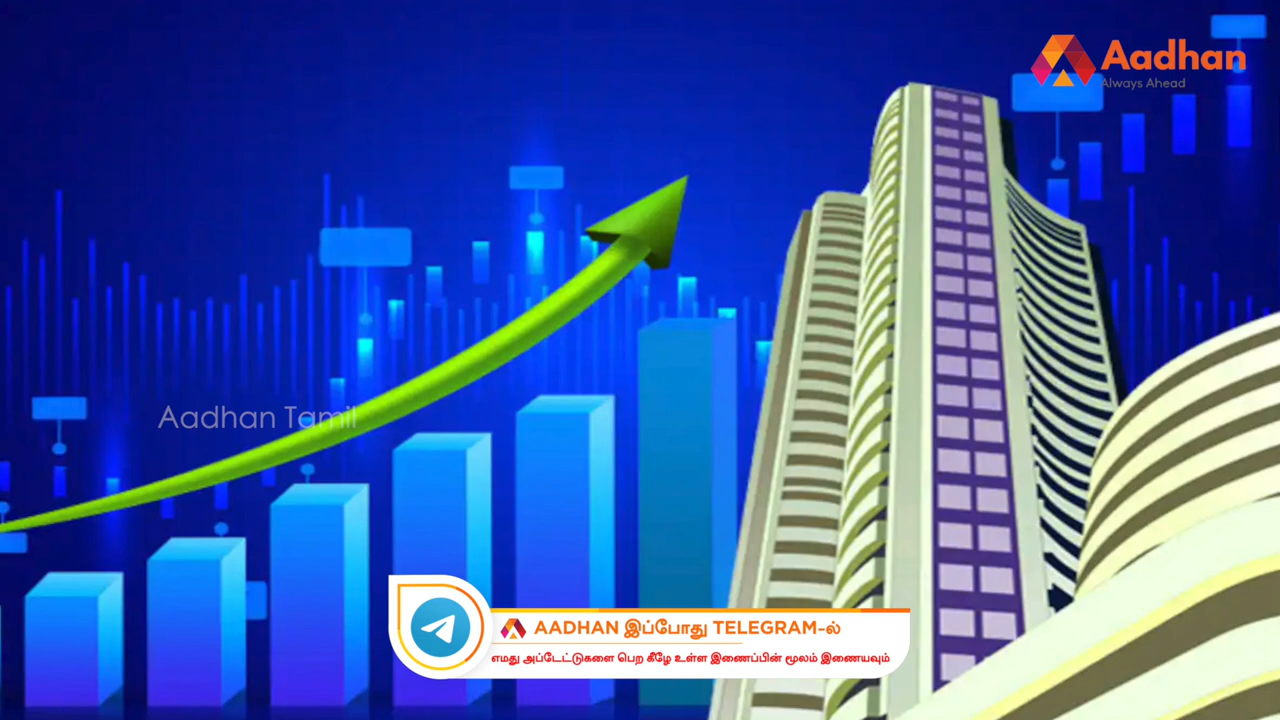 Aadhan
Always Ahead
Aadhan Tamil
AADHAN இப்போது TELEGRAM-ல்
எமது அப்டேட்டுகளை பெற கீழே உள்ள இணைப்பின் மூலம் இணையவும்